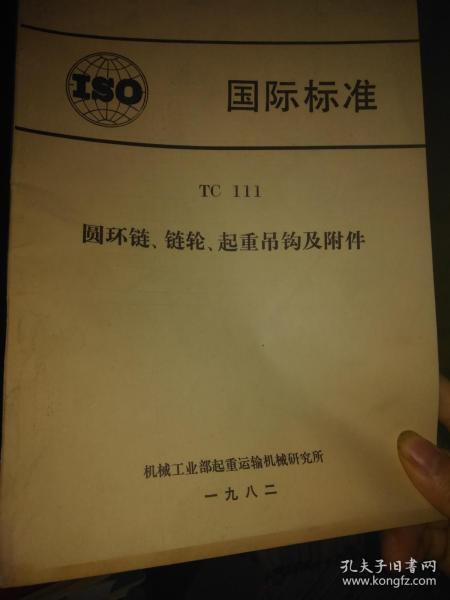 ISO
国际标准
TC 111
圆环链、链轮、起重吊钩及附件
机械工业部起重运输机械研究所
一九八二
孔夫子旧书网
www.kongfz.com